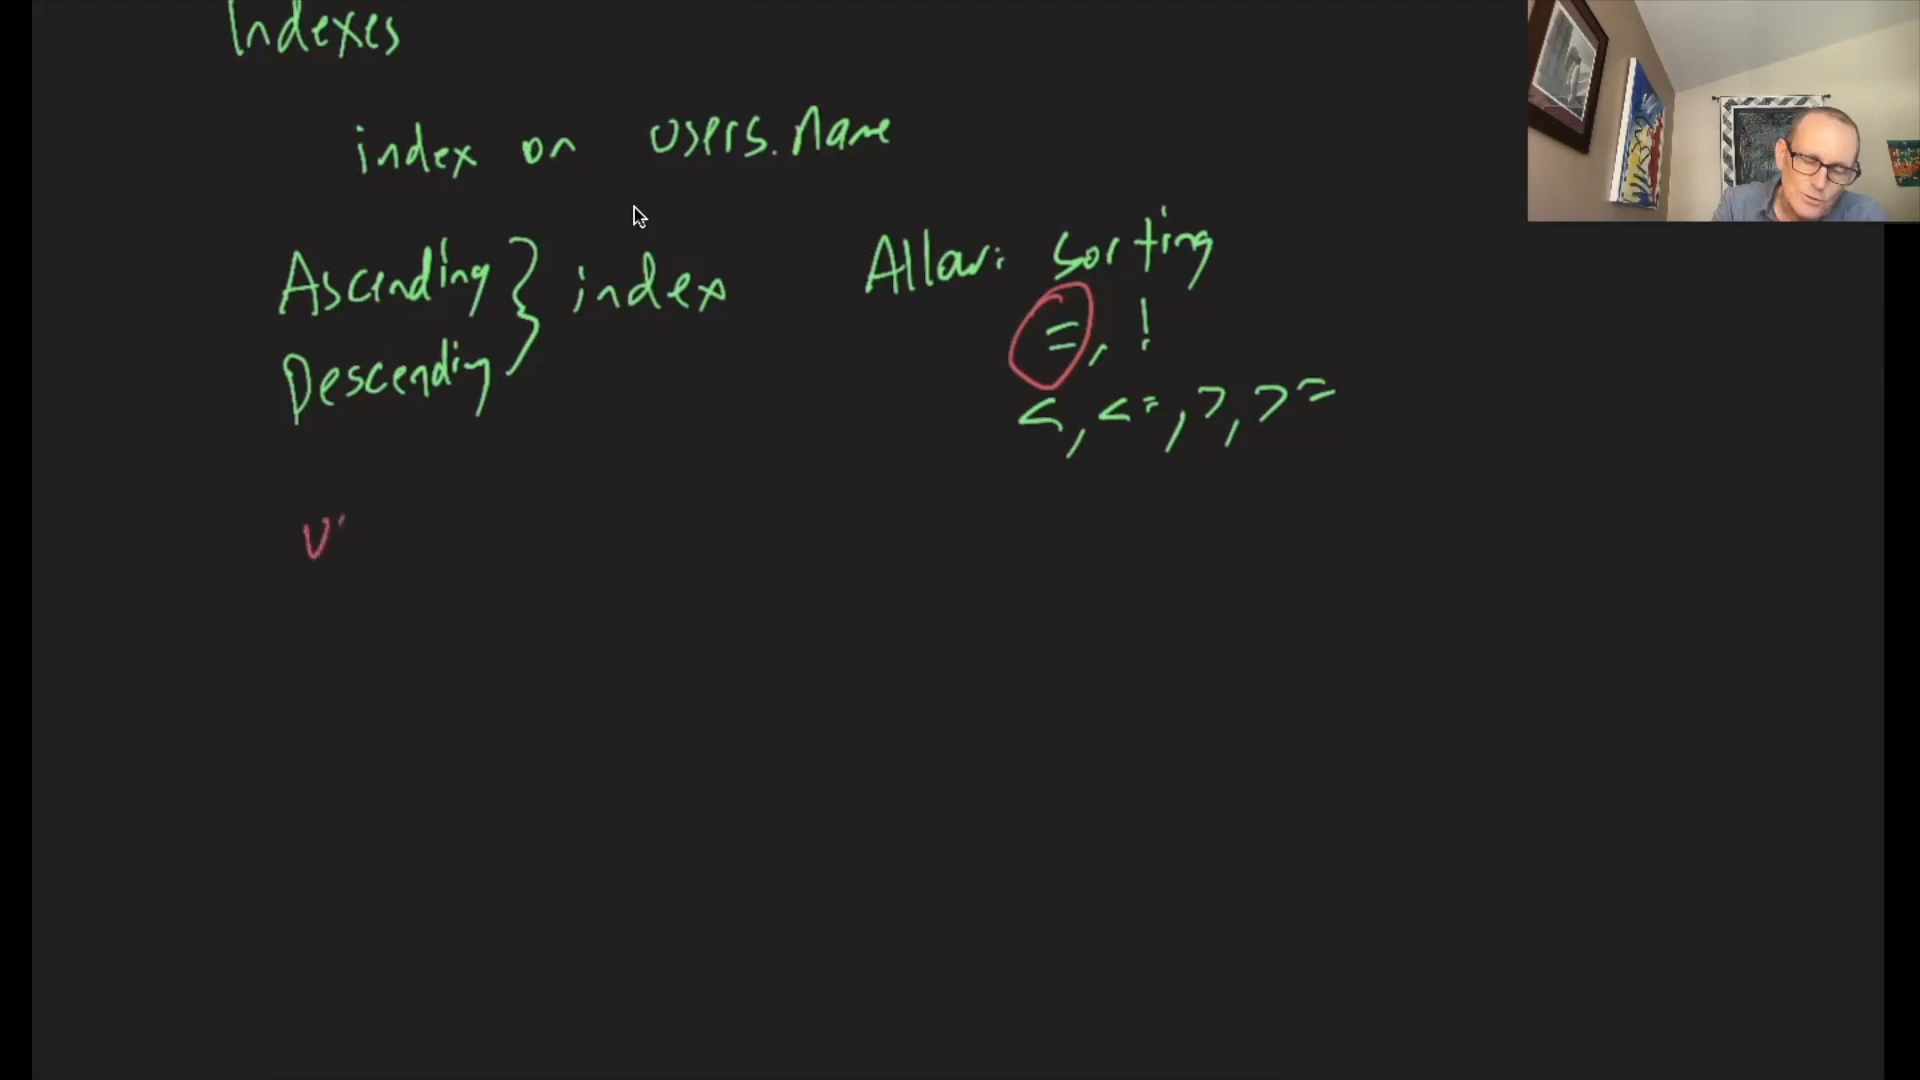 Indexes
index on users.name
Ascending } index
Descending
Allow: sorting
=, !
<, <=, >, >=